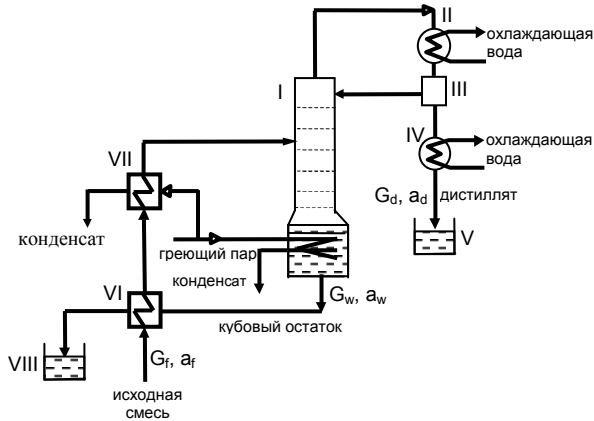 II
охлаждающая
вода
I
III
IV
охлаждающая
вода
VII
Gd, ad дистиллят
V
конденсат
греющий пар
конденсат
VI
Gw, aw
кубовый остаток
VIII
Gf, af
исходная
смесь